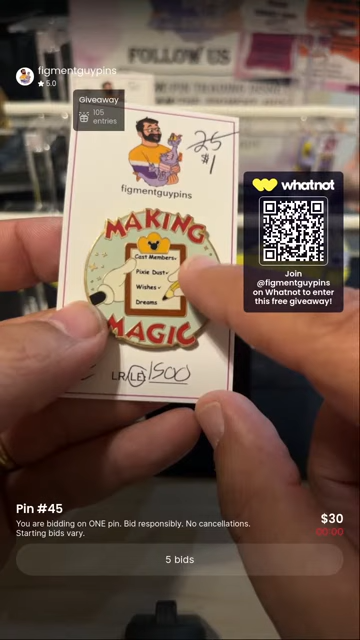 FOLLOW US
figmentguypins
★ 5.0
Giveaway
105
entries
25
$1
figmentguypins
whatnot
Join
@figmentguypins
on Whatnot to enter
this free giveaway!
MAKING
Cast Members
Pixie Dust
Wishes
Dreams
MAGIC
LR/LE 1500
Pin #45
You are bidding on ONE pin. Bid responsibly. No cancellations.
Starting bids vary.
$30
00:00
5 bids